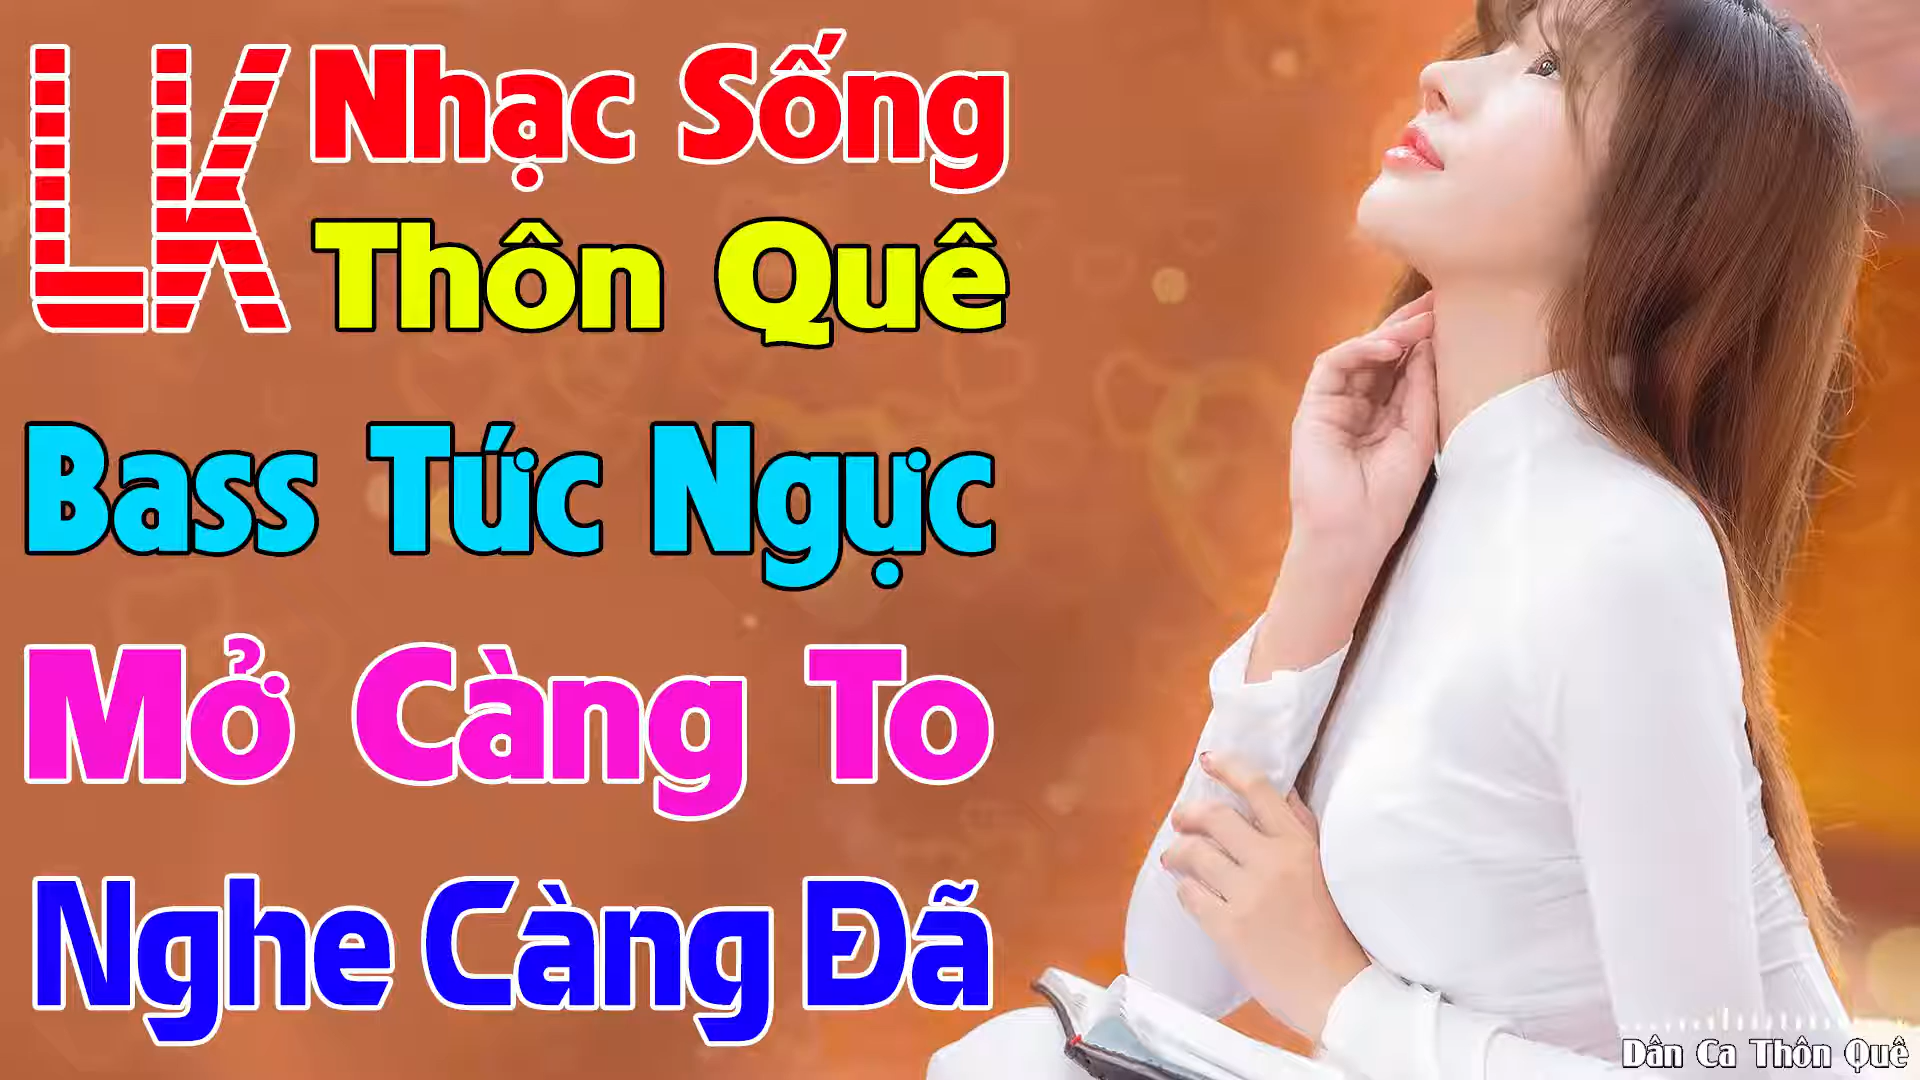 LK Nhạc Sống
Thôn Quê
Bass Tức Ngực
Mở Càng To
Nghe Càng Đã
Dân Ca Thôn Quê